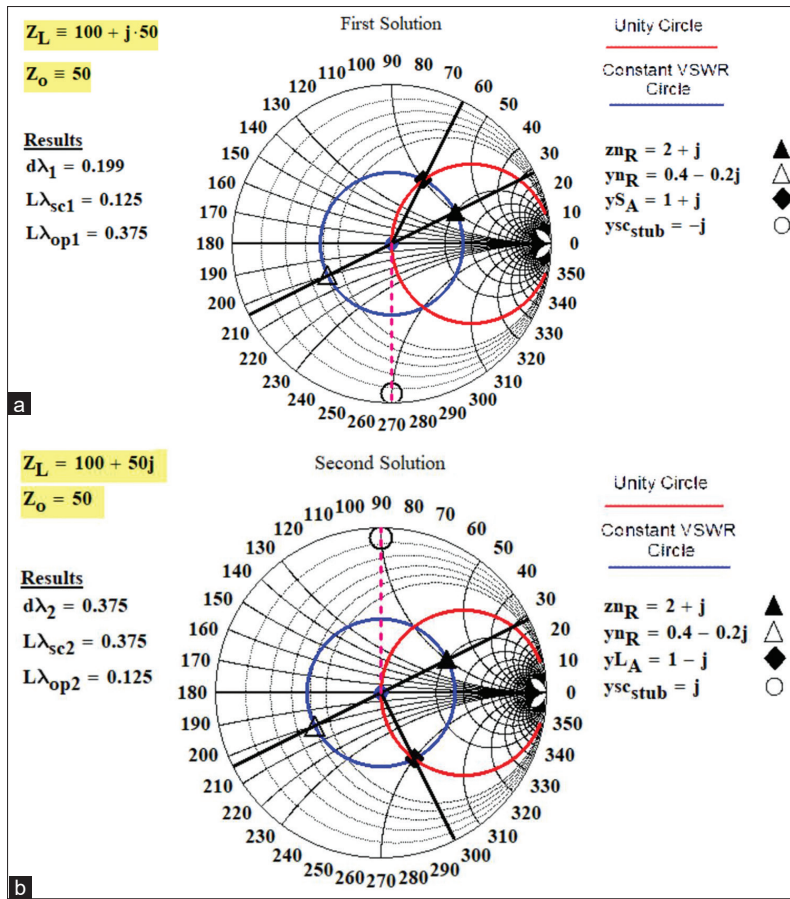 First Solution
Z_L ≡ 100 + j·50
Z_o ≡ 50
Results
dλ_1 = 0.199
Lλ_sc1 = 0.125
Lλ_op1 = 0.375
Unity Circle
Constant VSWR
Circle
zn_R = 2 + j
yn_R = 0.4 − 0.2j
yS_A = 1 + j
ysc_stub = −j
90
80
70
60
50
40
30
20
10
0
350
340
330
320
310
300
290
280
270
260
250
240
230
220
210
200
190
180
170
160
150
140
130
120
110
100
a
Second Solution
Z_L = 100 + 50j
Z_o = 50
Results
dλ_2 = 0.375
Lλ_sc2 = 0.375
Lλ_op2 = 0.125
Unity Circle
Constant VSWR
Circle
zn_R = 2 + j
yn_R = 0.4 − 0.2j
yL_A = 1 − j
ysc_stub = j
90
80
70
60
50
40
30
20
10
0
350
340
330
320
310
300
290
280
270
260
250
240
230
220
210
200
190
180
170
160
150
140
130
120
110
100
b